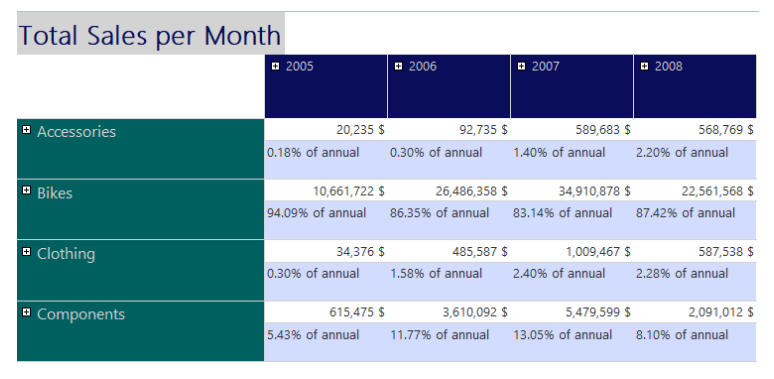 Total Sales per Month
2005 2006 2007 2008
Accessories 20,235 $ 92,735 $ 589,683 $ 568,769 $
0.18% of annual 0.30% of annual 1.40% of annual 2.20% of annual
Bikes 10,661,722 $ 26,486,358 $ 34,910,878 $ 22,561,568 $
94.09% of annual 86.35% of annual 83.14% of annual 87.42% of annual
Clothing 34,376 $ 485,587 $ 1,009,467 $ 587,538 $
0.30% of annual 1.58% of annual 2.40% of annual 2.28% of annual
Components 615,475 $ 3,610,092 $ 5,479,599 $ 2,091,012 $
5.43% of annual 11.77% of annual 13.05% of annual 8.10% of annual